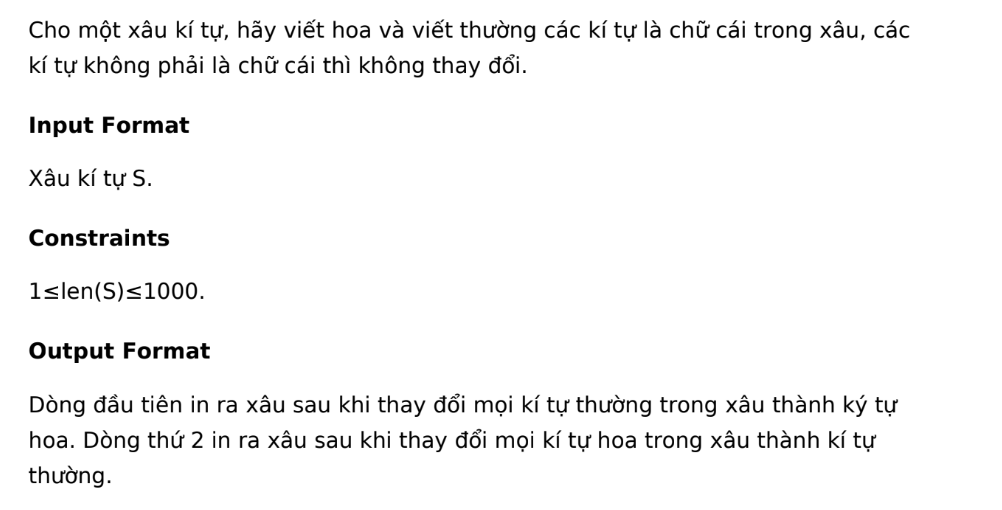 Cho một xâu kí tự, hãy viết hoa và viết thường các kí tự là chữ cái trong xâu, các
kí tự không phải là chữ cái thì không thay đổi.
Input Format
Xâu kí tự S.
Constraints
1≤len(S)≤1000.
Output Format
Dòng đầu tiên in ra xâu sau khi thay đổi mọi kí tự thường trong xâu thành ký tự
hoa. Dòng thứ 2 in ra xâu sau khi thay đổi mọi kí tự hoa trong xâu thành kí tự
thường.